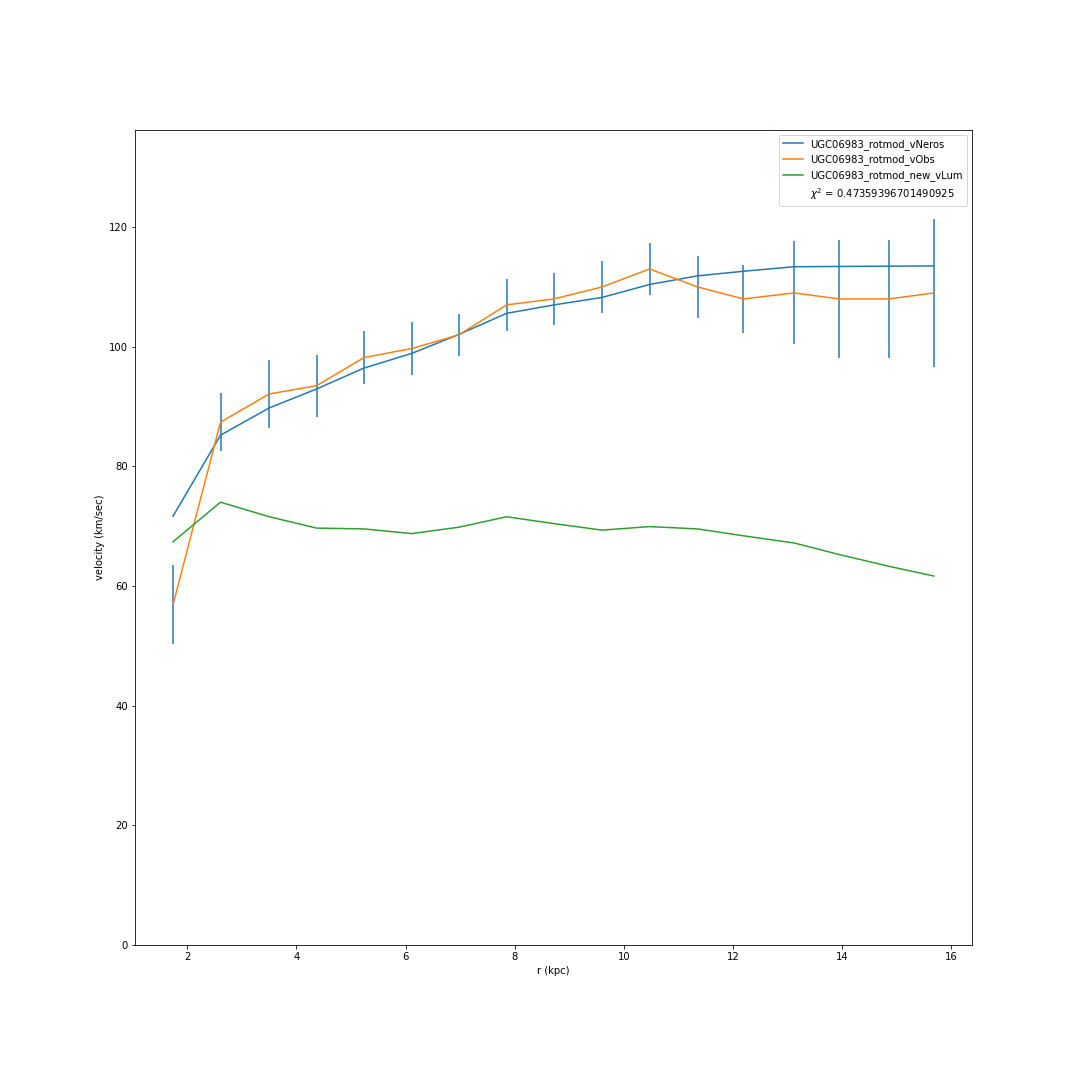 UGC06983_rotmod_vNeros
UGC06983_rotmod_vObs
UGC06983_rotmod_new_vLum
χ² = 0.47359396701490925
120
100
80
60
40
20
0
velocity (km/sec)
2 4 6 8 10 12 14 16
r (kpc)